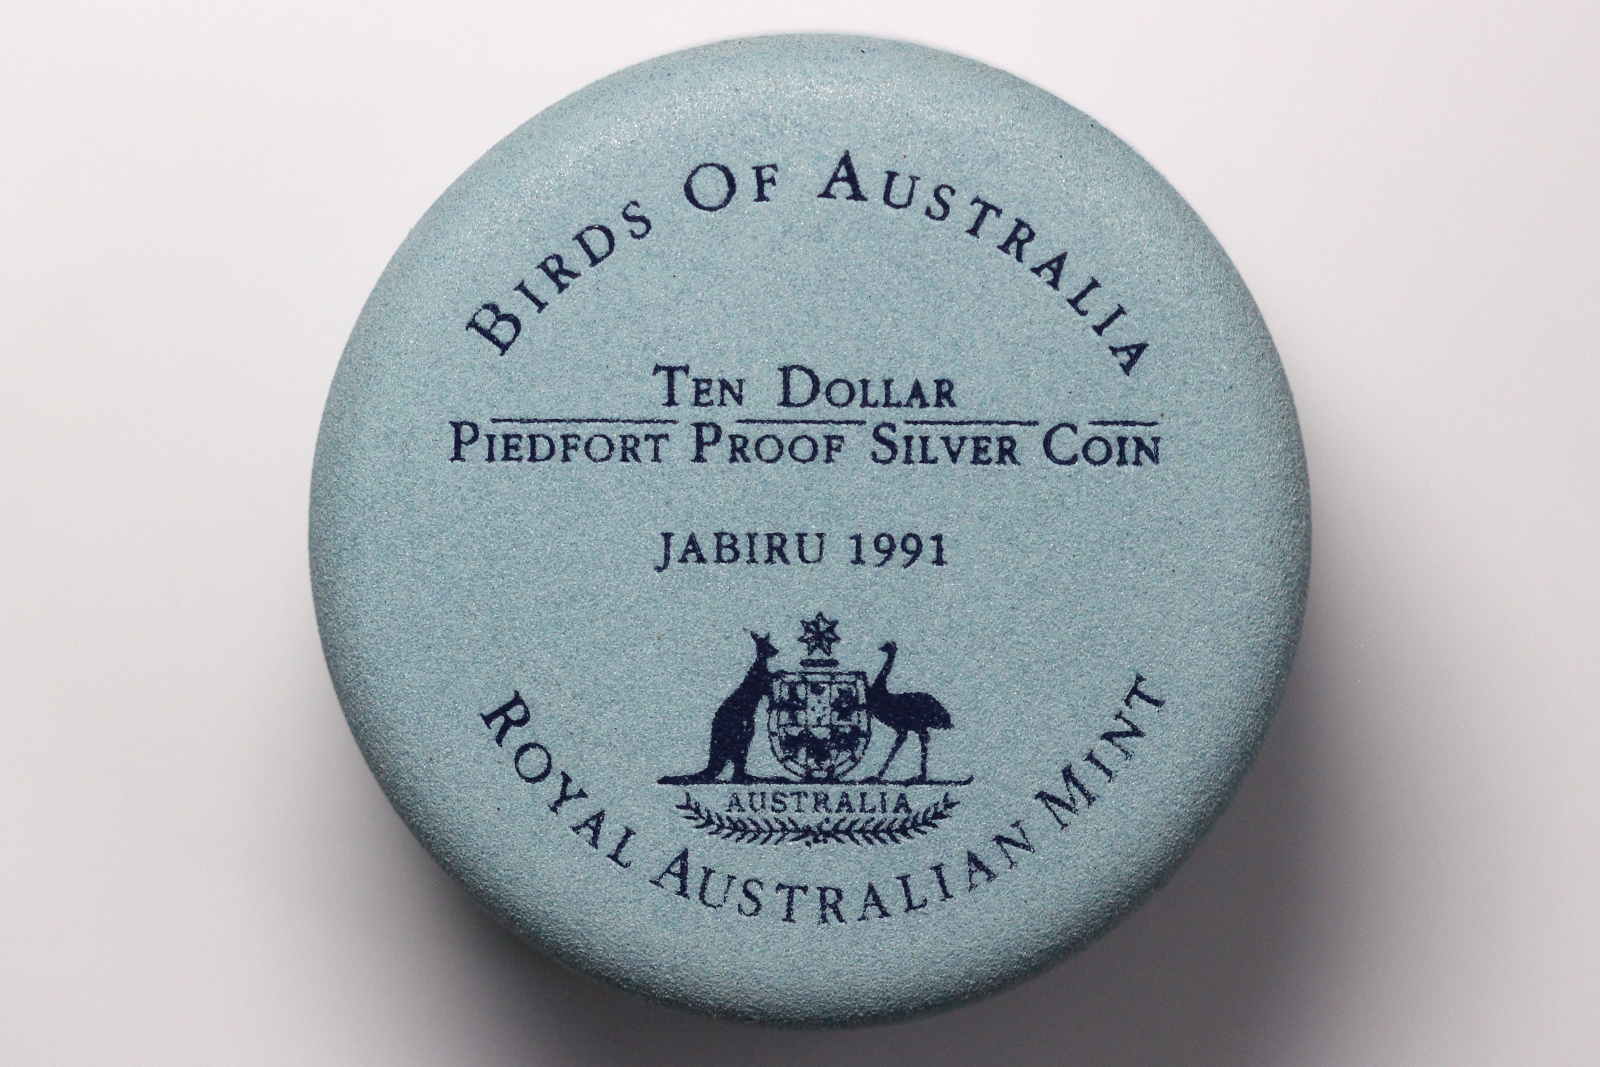 BIRDS OF AUSTRALIA
TEN DOLLAR
PIEDFORT PROOF SILVER COIN
JABIRU 1991
AUSTRALIA
ROYAL AUSTRALIAN MINT